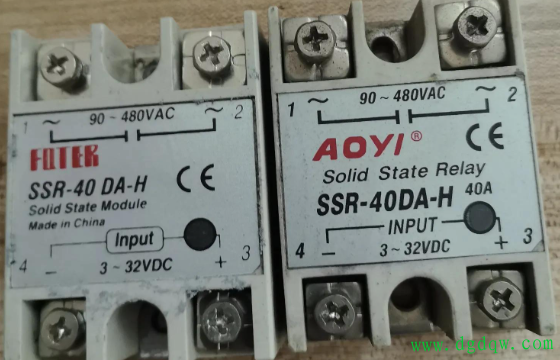 1 ~ 90~480VAC ~ 2
FQTEK
SSR-40 DA-H CE
Solid State Module
Made in China
Input
4 − 3~32VDC + 3
1 ~ 90~480VAC ~ 2
AOYI® CE
Solid State Relay
SSR-40DA-H 40A
INPUT
4 − 3~32VDC + 3
www.dgdqw.com